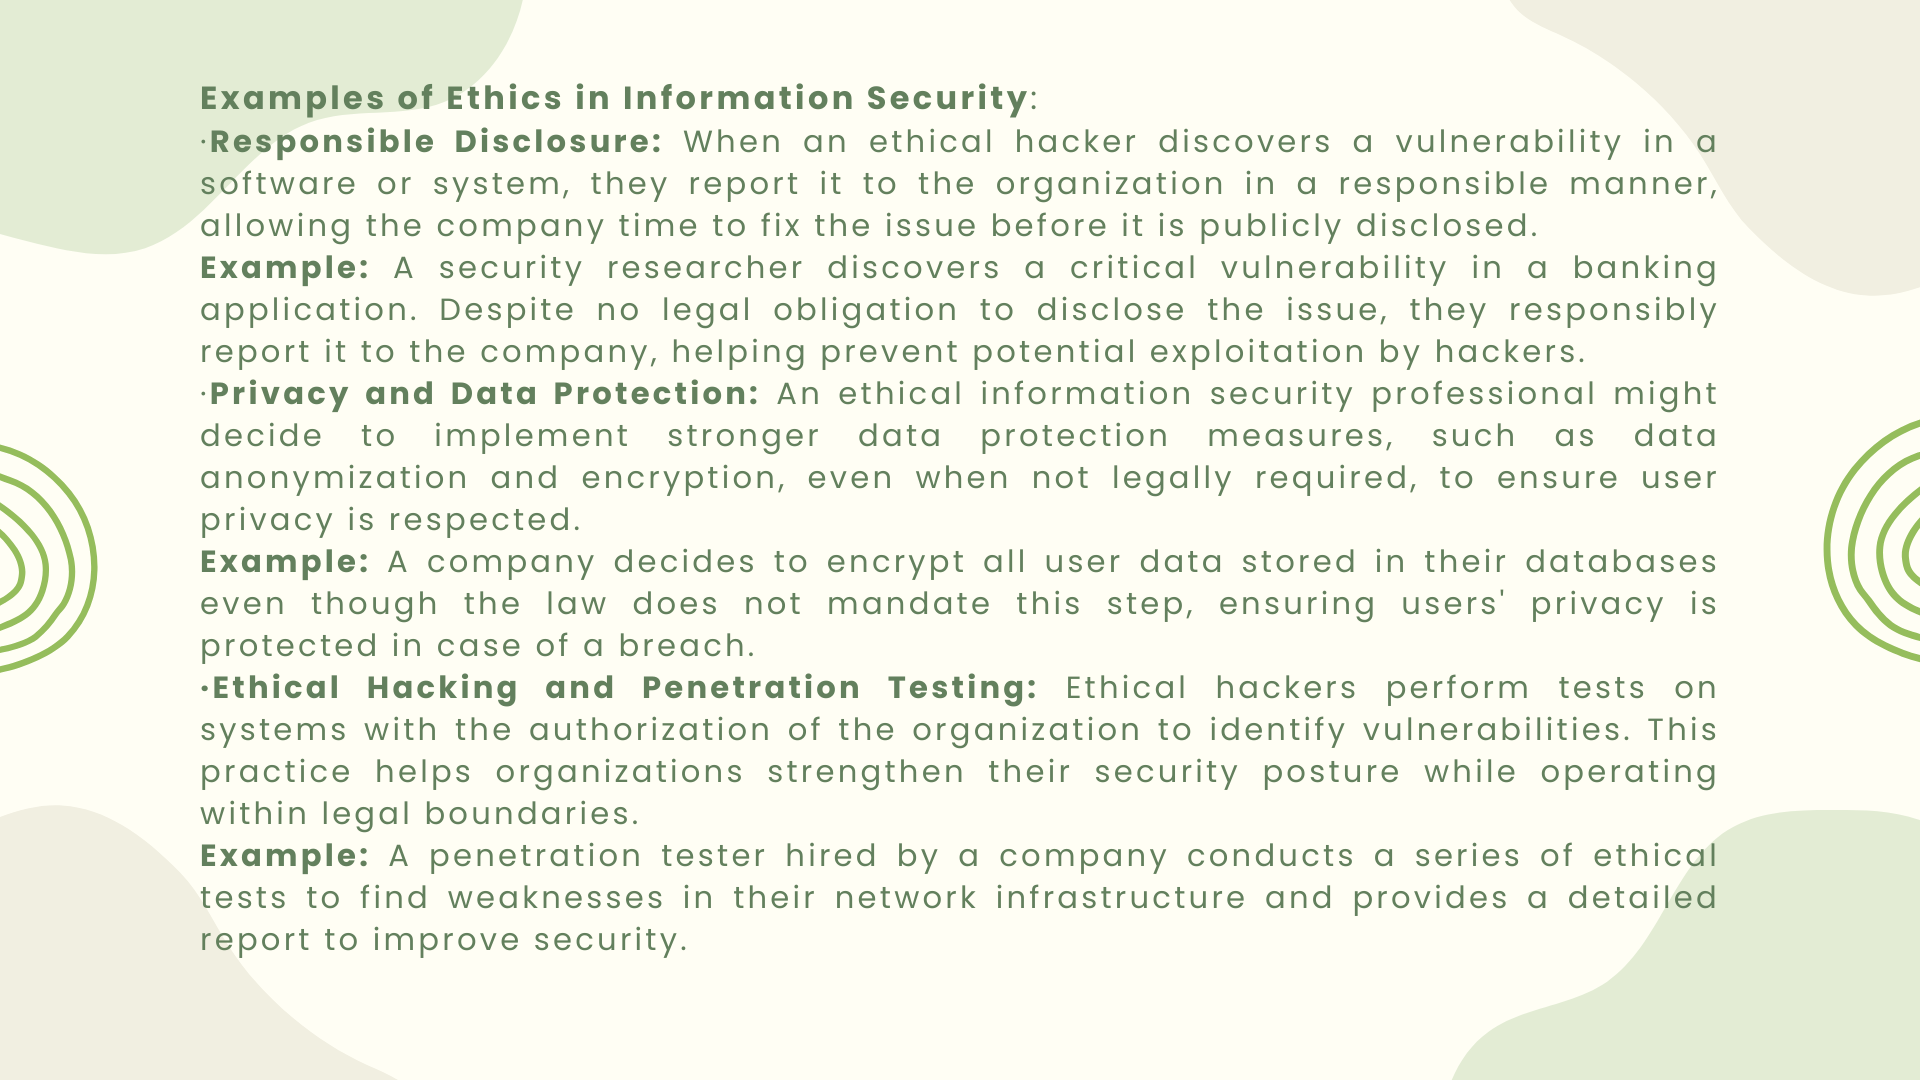 Examples of Ethics in Information Security:
·Responsible Disclosure: When an ethical hacker discovers a vulnerability in a
software or system, they report it to the organization in a responsible manner,
allowing the company time to fix the issue before it is publicly disclosed.
Example: A security researcher discovers a critical vulnerability in a banking
application. Despite no legal obligation to disclose the issue, they responsibly
report it to the company, helping prevent potential exploitation by hackers.
·Privacy and Data Protection: An ethical information security professional might
decide to implement stronger data protection measures, such as data
anonymization and encryption, even when not legally required, to ensure user
privacy is respected.
Example: A company decides to encrypt all user data stored in their databases
even though the law does not mandate this step, ensuring users' privacy is
protected in case of a breach.
·Ethical Hacking and Penetration Testing: Ethical hackers perform tests on
systems with the authorization of the organization to identify vulnerabilities. This
practice helps organizations strengthen their security posture while operating
within legal boundaries.
Example: A penetration tester hired by a company conducts a series of ethical
tests to find weaknesses in their network infrastructure and provides a detailed
report to improve security.